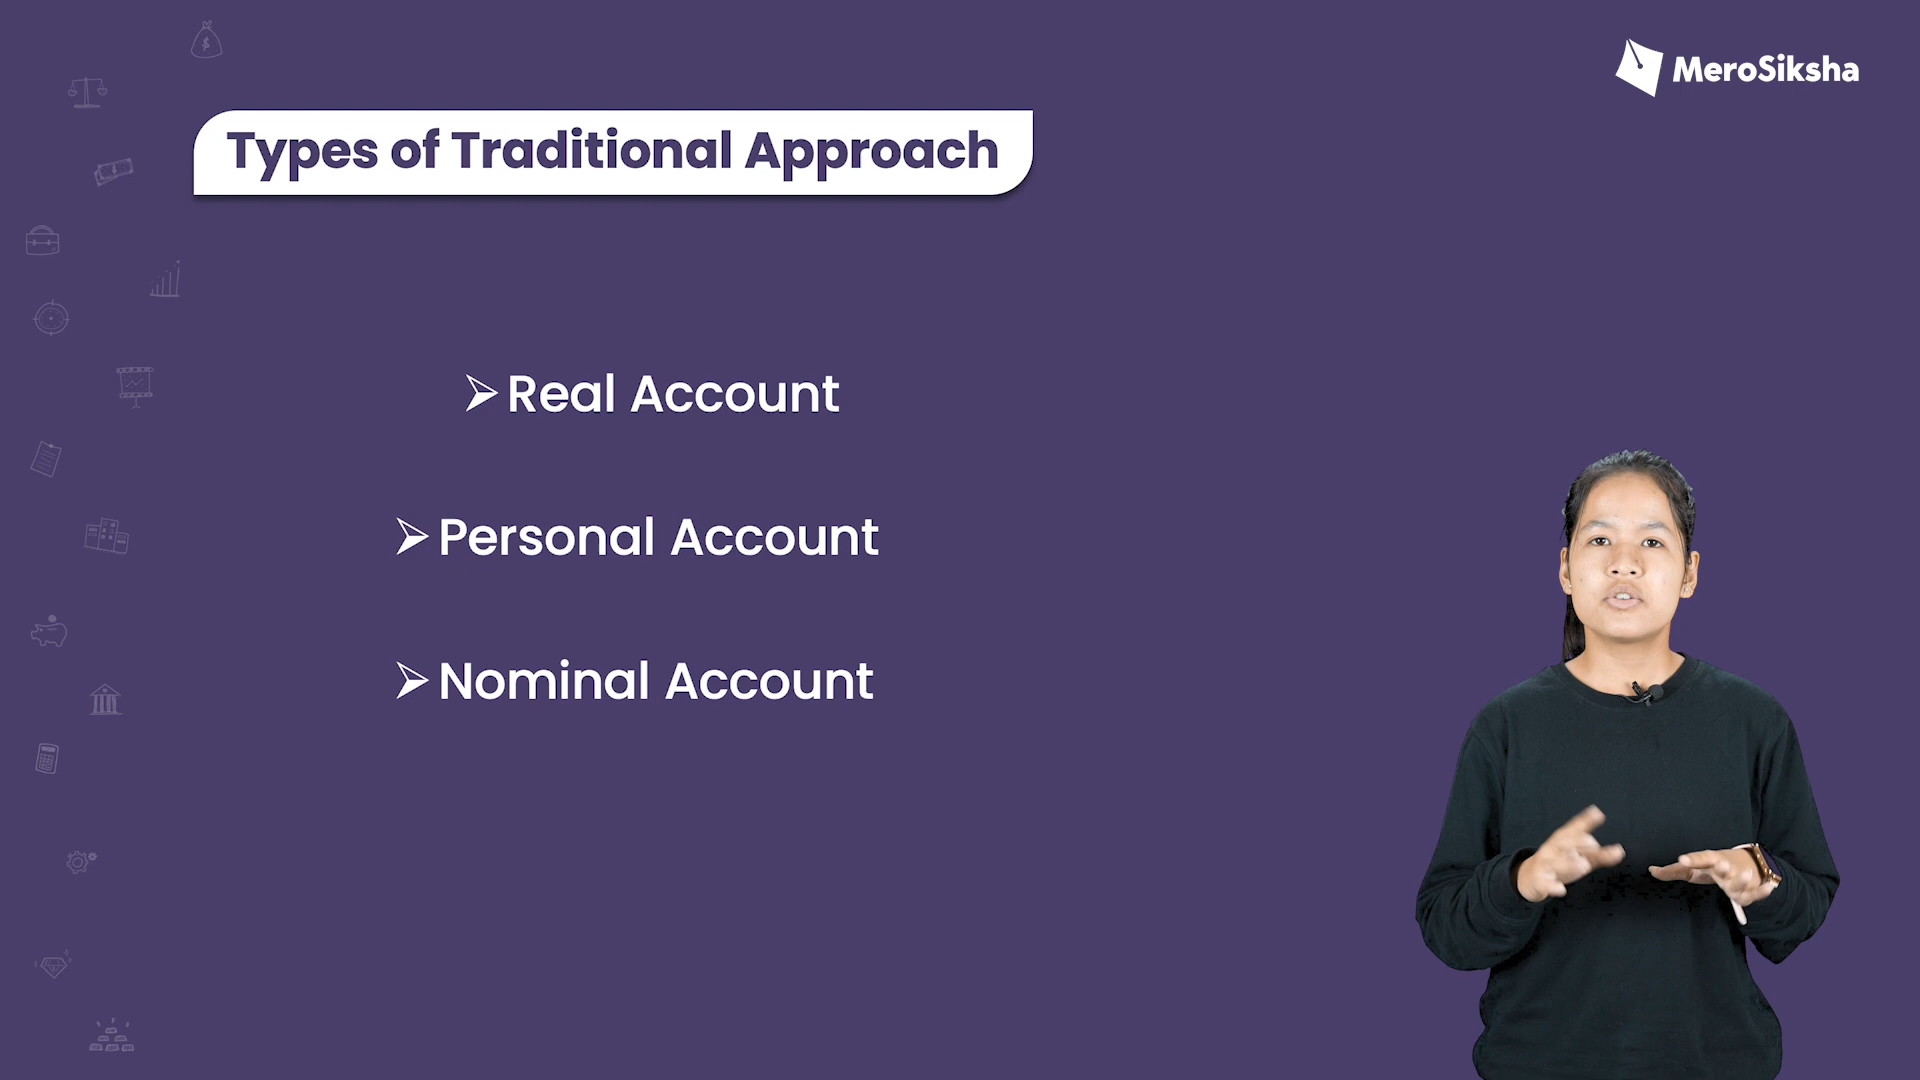 MeroSiksha
Types of Traditional Approach
➢ Real Account
➢ Personal Account
➢ Nominal Account